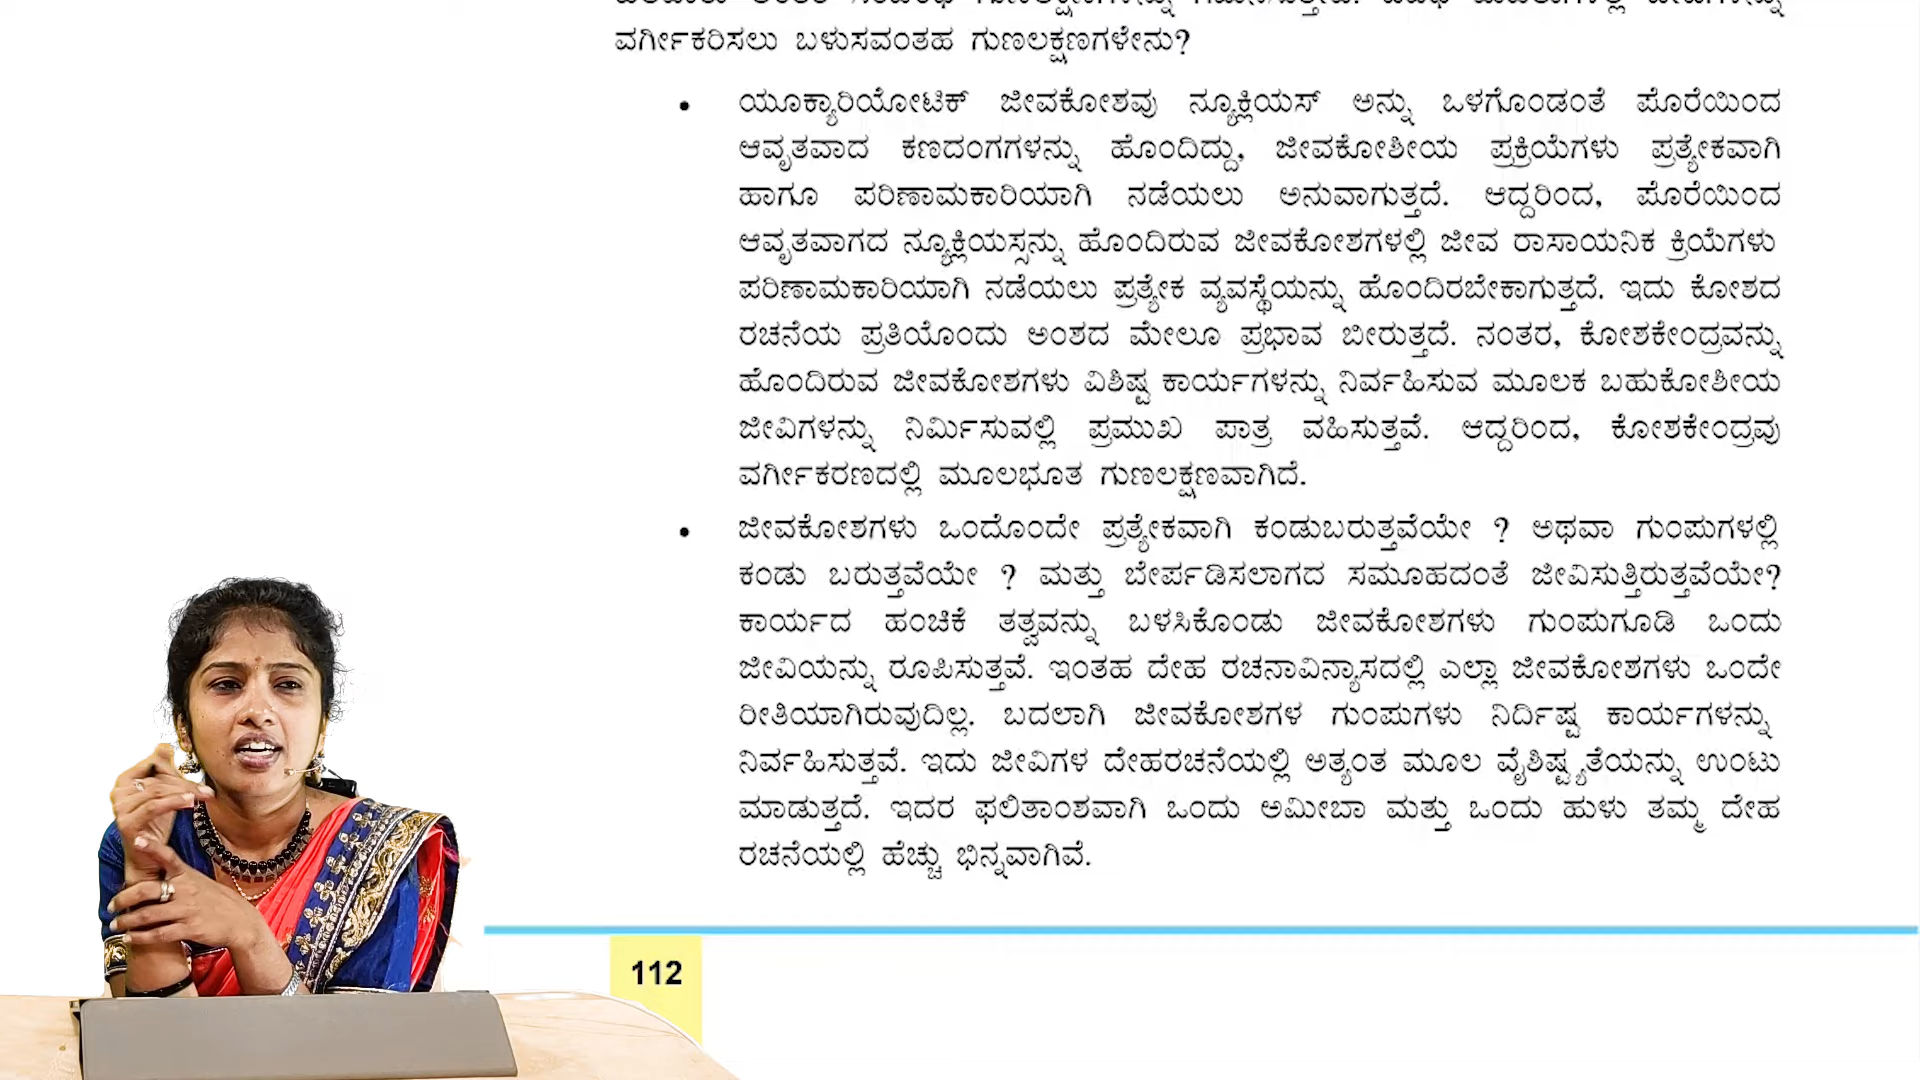 ವರ್ಗೀಕರಿಸಲು ಬಳುಸವಂತಹ ಗುಣಲಕ್ಷಣಗಳೇನು?
• ಯೂಕ್ಯಾರಿಯೋಟಿಕ್ ಜೀವಕೋಶವು ನ್ಯೂಕ್ಲಿಯಸ್ ಅನ್ನು ಒಳಗೊಂಡಂತೆ ಪೊರೆಯಿಂದ
ಆವೃತವಾದ ಕಣದಂಗಗಳನ್ನು ಹೊಂದಿದ್ದು, ಜೀವಕೋಶೀಯ ಪ್ರಕ್ರಿಯೆಗಳು ಪ್ರತ್ಯೇಕವಾಗಿ
ಹಾಗೂ ಪರಿಣಾಮಕಾರಿಯಾಗಿ ನಡೆಯಲು ಅನುವಾಗುತ್ತದೆ. ಆದ್ದರಿಂದ, ಪೊರೆಯಿಂದ
ಆವೃತವಾಗದ ನ್ಯೂಕ್ಲಿಯಸ್ಸನ್ನು ಹೊಂದಿರುವ ಜೀವಕೋಶಗಳಲ್ಲಿ ಜೀವ ರಾಸಾಯನಿಕ ಕ್ರಿಯೆಗಳು
ಪರಿಣಾಮಕಾರಿಯಾಗಿ ನಡೆಯಲು ಪ್ರತ್ಯೇಕ ವ್ಯವಸ್ಥೆಯನ್ನು ಹೊಂದಿರಬೇಕಾಗುತ್ತದೆ. ಇದು ಕೋಶದ
ರಚನೆಯ ಪ್ರತಿಯೊಂದು ಅಂಶದ ಮೇಲೂ ಪ್ರಭಾವ ಬೀರುತ್ತದೆ. ನಂತರ, ಕೋಶಕೇಂದ್ರವನ್ನು
ಹೊಂದಿರುವ ಜೀವಕೋಶಗಳು ವಿಶಿಷ್ಟ ಕಾರ್ಯಗಳನ್ನು ನಿರ್ವಹಿಸುವ ಮೂಲಕ ಬಹುಕೋಶೀಯ
ಜೀವಿಗಳನ್ನು ನಿರ್ಮಿಸುವಲ್ಲಿ ಪ್ರಮುಖ ಪಾತ್ರ ವಹಿಸುತ್ತವೆ. ಆದ್ದರಿಂದ, ಕೋಶಕೇಂದ್ರವು
ವರ್ಗೀಕರಣದಲ್ಲಿ ಮೂಲಭೂತ ಗುಣಲಕ್ಷಣವಾಗಿದೆ.
• ಜೀವಕೋಶಗಳು ಒಂದೊಂದೇ ಪ್ರತ್ಯೇಕವಾಗಿ ಕಂಡುಬರುತ್ತವೆಯೇ ? ಅಥವಾ ಗುಂಪುಗಳಲ್ಲಿ
ಕಂಡು ಬರುತ್ತವೆಯೇ ? ಮತ್ತು ಬೇರ್ಪಡಿಸಲಾಗದ ಸಮೂಹದಂತೆ ಜೀವಿಸುತ್ತಿರುತ್ತವೆಯೇ?
ಕಾರ್ಯದ ಹಂಚಿಕೆ ತತ್ವವನ್ನು ಬಳಸಿಕೊಂಡು ಜೀವಕೋಶಗಳು ಗುಂಪುಗೂಡಿ ಒಂದು
ಜೀವಿಯನ್ನು ರೂಪಿಸುತ್ತವೆ. ಇಂತಹ ದೇಹ ರಚನಾವಿನ್ಯಾಸದಲ್ಲಿ ಎಲ್ಲಾ ಜೀವಕೋಶಗಳು ಒಂದೇ
ರೀತಿಯಾಗಿರುವುದಿಲ್ಲ. ಬದಲಾಗಿ ಜೀವಕೋಶಗಳ ಗುಂಪುಗಳು ನಿರ್ದಿಷ್ಟ ಕಾರ್ಯಗಳನ್ನು
ನಿರ್ವಹಿಸುತ್ತವೆ. ಇದು ಜೀವಿಗಳ ದೇಹರಚನೆಯಲ್ಲಿ ಅತ್ಯಂತ ಮೂಲ ವೈಶಿಷ್ಟ್ಯತೆಯನ್ನು ಉಂಟು
ಮಾಡುತ್ತದೆ. ಇದರ ಫಲಿತಾಂಶವಾಗಿ ಒಂದು ಅಮೀಬಾ ಮತ್ತು ಒಂದು ಹುಳು ತಮ್ಮ ದೇಹ
ರಚನೆಯಲ್ಲಿ ಹೆಚ್ಚು ಭಿನ್ನವಾಗಿವೆ.
112